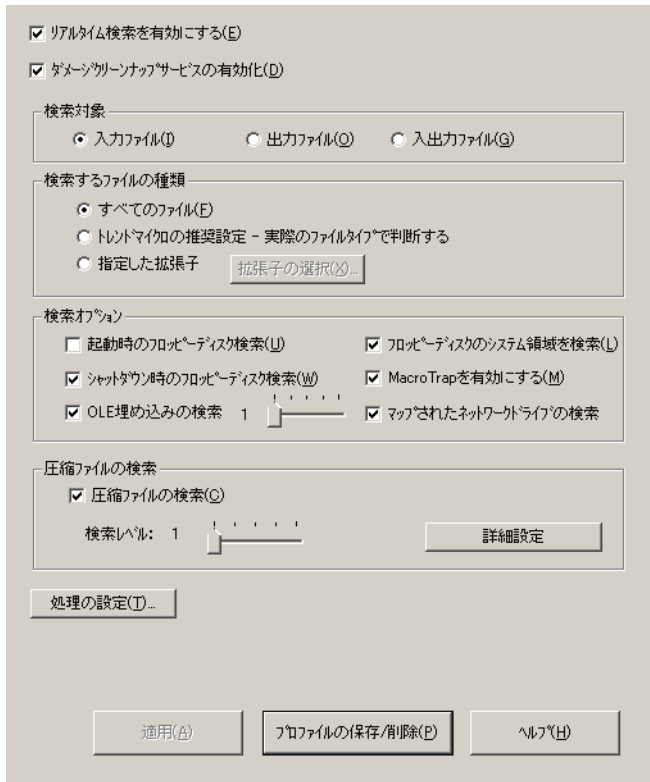 リアルタイム検索を有効にする(E)
ダメージクリーンナップサービスの有効化(D)
検索対象
入力ファイル(I) 出力ファイル(O) 入出力ファイル(G)
検索するファイルの種類
すべてのファイル(F)
トレンドマイクロの推奨設定 - 実際のファイルタイプで判断する
指定した拡張子 拡張子の選択(X)...
検索オプション
起動時のフロッピーディスク検索(U) フロッピーディスクのシステム領域を検索(L)
シャットダウン時のフロッピーディスク検索(W) MacroTrapを有効にする(M)
OLE埋め込みの検索 1 マップされたネットワークドライブの検索
圧縮ファイルの検索
圧縮ファイルの検索(C)
検索レベル: 1 詳細設定
処理の設定(T)...
適用(A) プロファイルの保存/削除(P) ヘルプ(H)